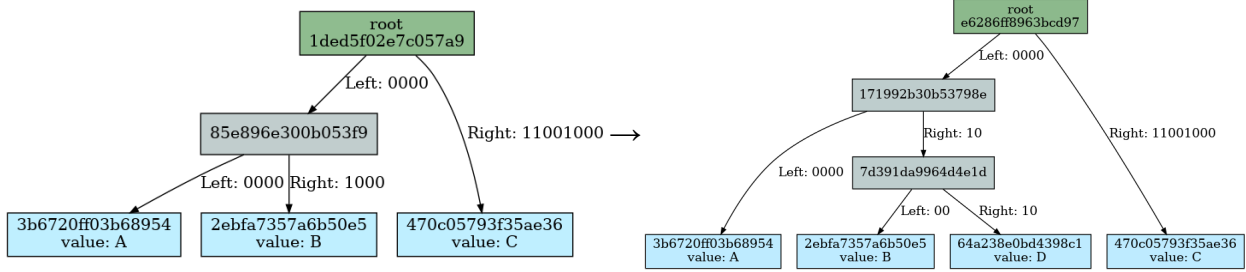 root
1ded5f02e7c057a9
Left: 0000
85e896e300b053f9
Right: 11001000
Left: 0000
Right: 1000
3b6720ff03b68954
value: A
2ebfa7357a6b50e5
value: B
470c05793f35ae36
value: C
→
root
e6286ff8963bcd97
Left: 0000
171992b30b53798e
Right: 10
Right: 11001000
Left: 0000
7d391da9964d4e1d
Left: 00
Right: 10
3b6720ff03b68954
value: A
2ebfa7357a6b50e5
value: B
64a238e0bd4398c1
value: D
470c05793f35ae36
value: C